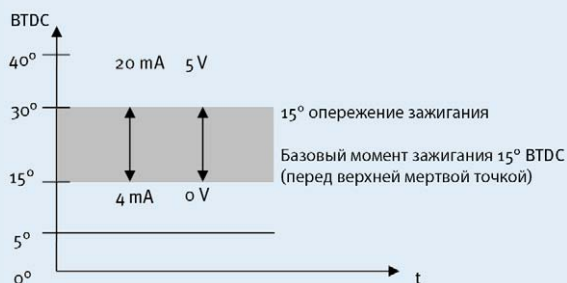 BTDC
40°
20 mA 5 V
30°
15° опережение зажигания
Базовый момент зажигания 15° BTDC
(перед верхней мертвой точкой)
15°
4 mA 0 V
5°
0°
t